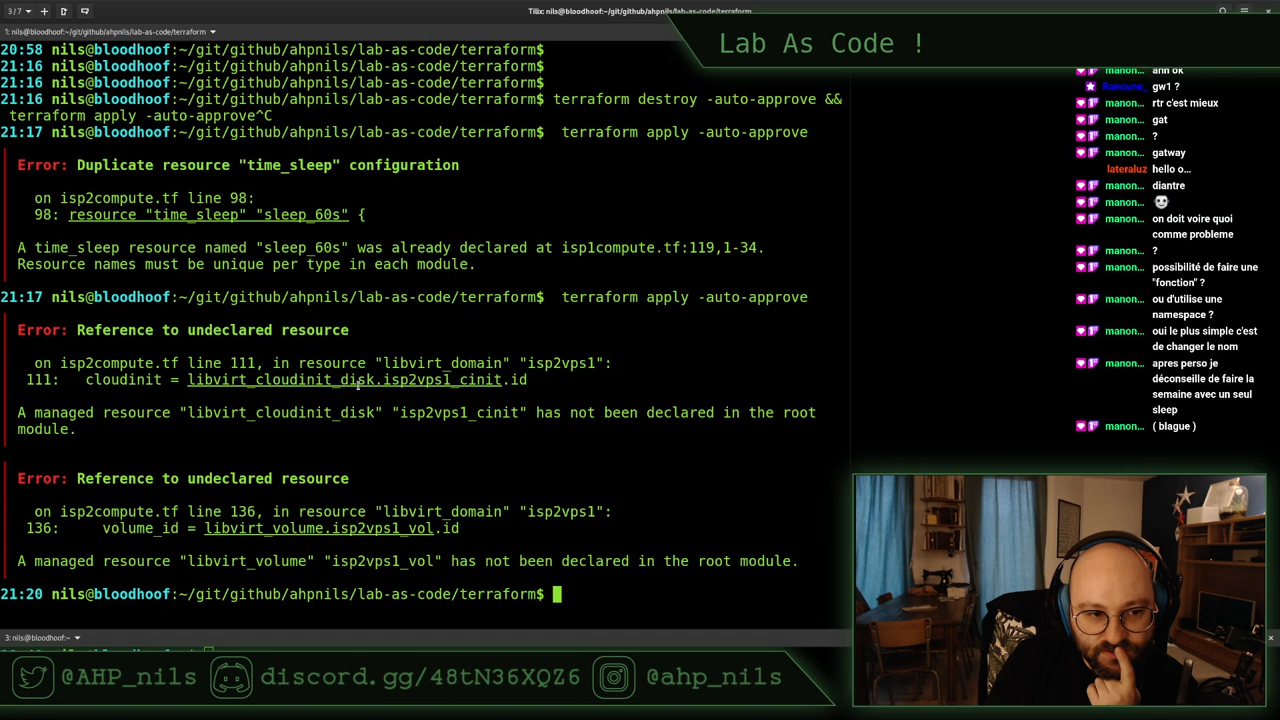 3 / 7
Tilix: nils@bloodhoof:~/git/github/ahpnils/lab-as-code/terraform
1: nils@bloodhoof:~/git/github/ahpnils/lab-as-code/terraform
Lab As Code !
20:58 nils@bloodhoof:~/git/github/ahpnils/lab-as-code/terraform$
21:16 nils@bloodhoof:~/git/github/ahpnils/lab-as-code/terraform$
21:16 nils@bloodhoof:~/git/github/ahpnils/lab-as-code/terraform$
21:16 nils@bloodhoof:~/git/github/ahpnils/lab-as-code/terraform$ terraform destroy -auto-approve &&
terraform apply -auto-approve^C
21:17 nils@bloodhoof:~/git/github/ahpnils/lab-as-code/terraform$  terraform apply -auto-approve
Error: Duplicate resource "time_sleep" configuration
on isp2compute.tf line 98:
98: resource "time_sleep" "sleep_60s" {
A time_sleep resource named "sleep_60s" was already declared at isp1compute.tf:119,1-34.
Resource names must be unique per type in each module.
21:17 nils@bloodhoof:~/git/github/ahpnils/lab-as-code/terraform$  terraform apply -auto-approve
Error: Reference to undeclared resource
on isp2compute.tf line 111, in resource "libvirt_domain" "isp2vps1":
111:   cloudinit = libvirt_cloudinit_disk.isp2vps1_cinit.id
A managed resource "libvirt_cloudinit_disk" "isp2vps1_cinit" has not been declared in the root
module.
Error: Reference to undeclared resource
on isp2compute.tf line 136, in resource "libvirt_domain" "isp2vps1":
136:     volume_id = libvirt_volume.isp2vps1_vol.id
A managed resource "libvirt_volume" "isp2vps1_vol" has not been declared in the root module.
21:20 nils@bloodhoof:~/git/github/ahpnils/lab-as-code/terraform$
3: nils@bloodhoof:~
manon... ahh ok
gw1 ?
manon... rtr c'est mieux
manon... gat
manon... ?
manon... gatway
lateraluz hello o...
manon... diantre
manon...
manon... on doit voire quoi
comme probleme
manon... ?
manon... possibilité de faire une
"fonction" ?
manon... ou d'utilise une
namespace ?
manon... oui le plus simple c'est
de changer le nom
manon... apres perso je
déconseille de faire la
semaine avec un seul
sleep
manon... ( blague )
@AHP_nils
discord.gg/48tN36XQZ6
@ahp_nils